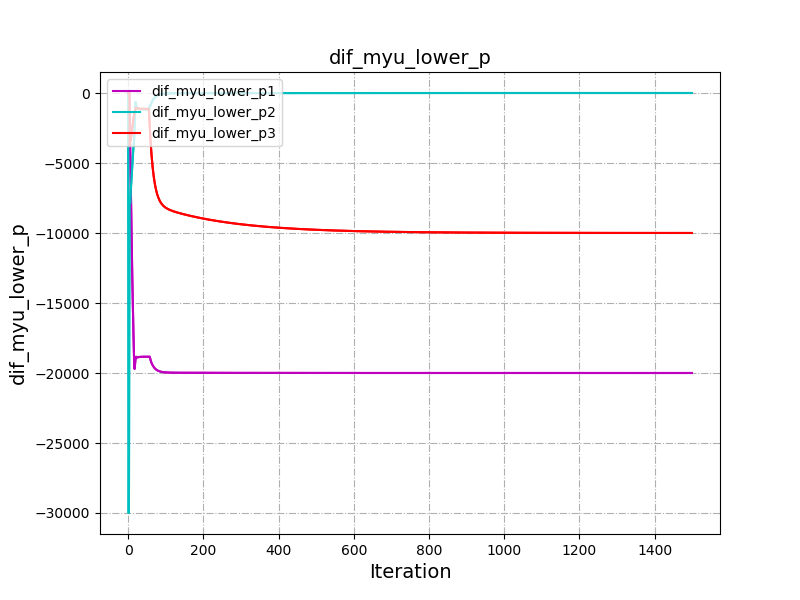 dif_myu_lower_p
dif_myu_lower_p1
dif_myu_lower_p2
dif_myu_lower_p3
dif_myu_lower_p
0
−5000
−10000
−15000
−20000
−25000
−30000
0 200 400 600 800 1000 1200 1400
Iteration